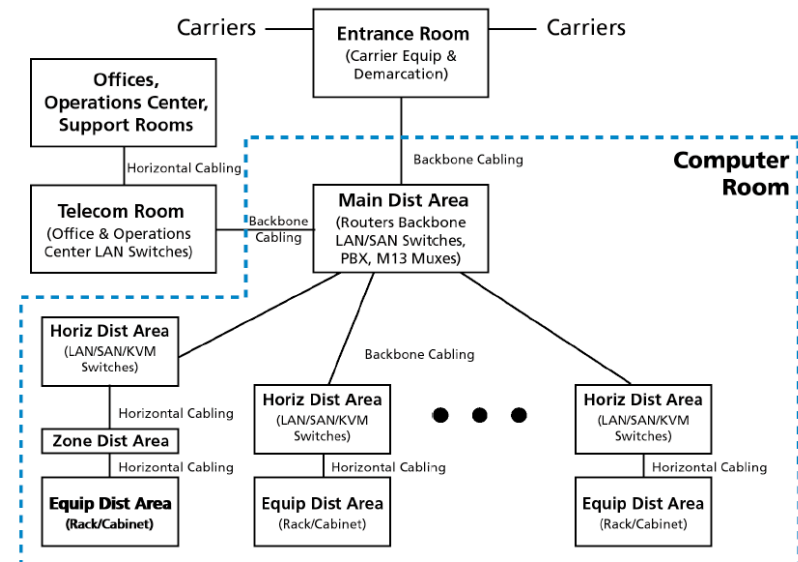 Carriers
Entrance Room
(Carrier Equip &
Demarcation)
Carriers
Offices,
Operations Center,
Support Rooms
Horizontal Cabling
Backbone Cabling
Computer
Room
Telecom Room
(Office & Operations
Center LAN Switches)
Backbone
Cabling
Main Dist Area
(Routers Backbone
LAN/SAN Switches,
PBX, M13 Muxes)
Horiz Dist Area
(LAN/SAN/KVM
Switches)
Backbone Cabling
Horiz Dist Area
(LAN/SAN/KVM
Switches)
Horiz Dist Area
(LAN/SAN/KVM
Switches)
Horizontal Cabling
Zone Dist Area
Horizontal Cabling
Horizontal Cabling
Horizontal Cabling
Equip Dist Area
(Rack/Cabinet)
Equip Dist Area
(Rack/Cabinet)
Equip Dist Area
(Rack/Cabinet)